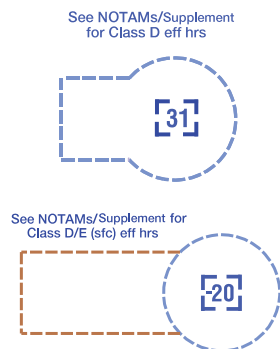 See NOTAMs/Supplement
for Class D eff hrs
31
See NOTAMs/Supplement for
Class D/E (sfc) eff hrs
-20